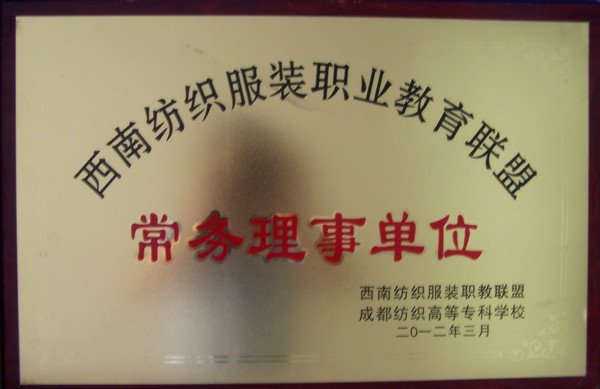 西南纺织服装职业教育联盟
常务理事单位
西南纺织服装职教联盟
成都纺织高等专科学校
二〇一二年三月